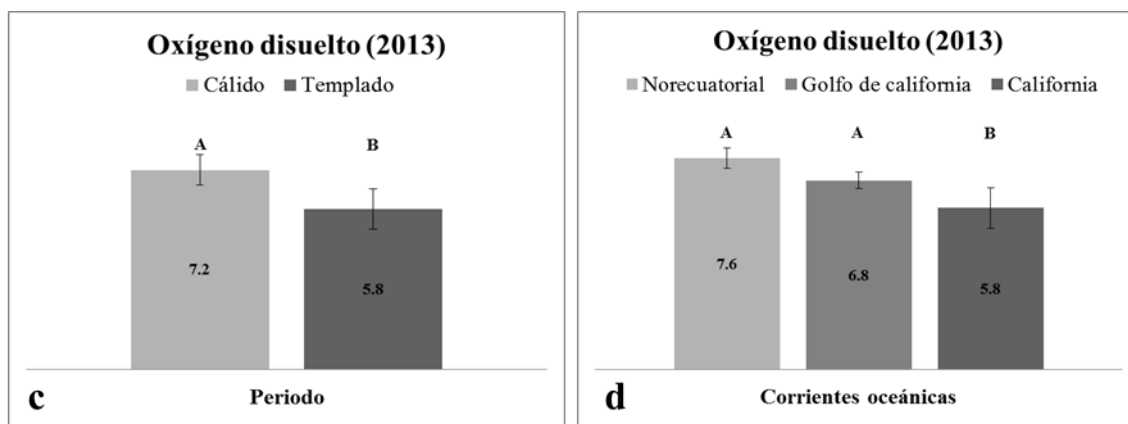 Oxígeno disuelto (2013)
Cálido Templado
A B
7.2 5.8
c Periodo
Oxígeno disuelto (2013)
Norecuatorial Golfo de california California
A A B
7.6 6.8 5.8
d Corrientes oceánicas